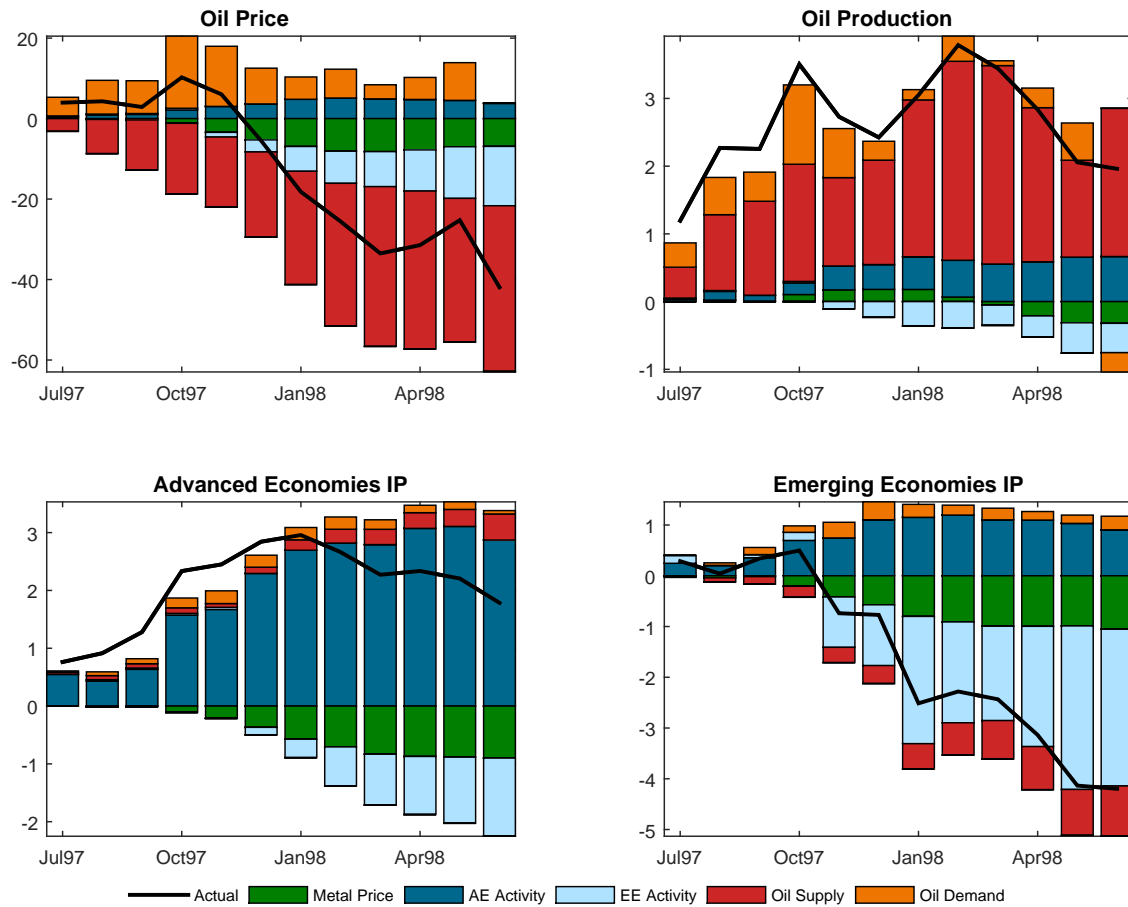 Oil Price
20
0
-20
-40
-60
Jul97 Oct97 Jan98 Apr98
Oil Production
3
2
1
0
-1
Jul97 Oct97 Jan98 Apr98
Advanced Economies IP
3
2
1
0
-1
-2
Jul97 Oct97 Jan98 Apr98
Emerging Economies IP
1
0
-1
-2
-3
-4
-5
Jul97 Oct97 Jan98 Apr98
Actual Metal Price AE Activity EE Activity Oil Supply Oil Demand